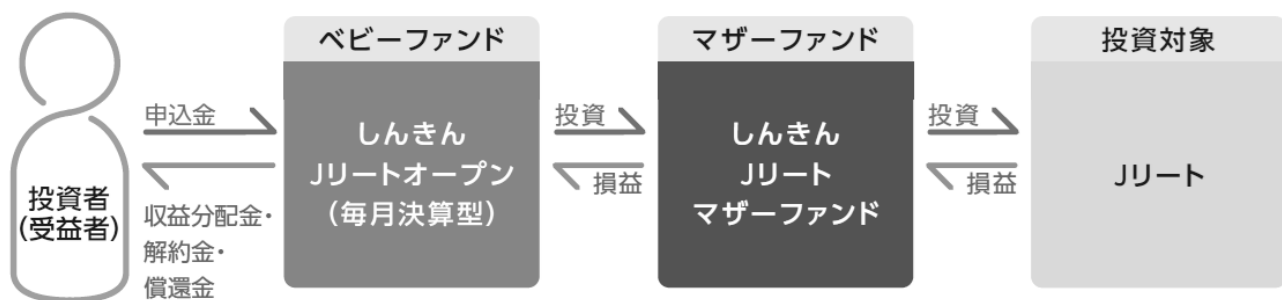 投資者
(受益者)
申込金
収益分配金・
解約金・
償還金
ベビーファンド
しんきん
Jリートオープン
(毎月決算型)
投資
損益
マザーファンド
しんきん
Jリート
マザーファンド
投資
損益
投資対象
Jリート